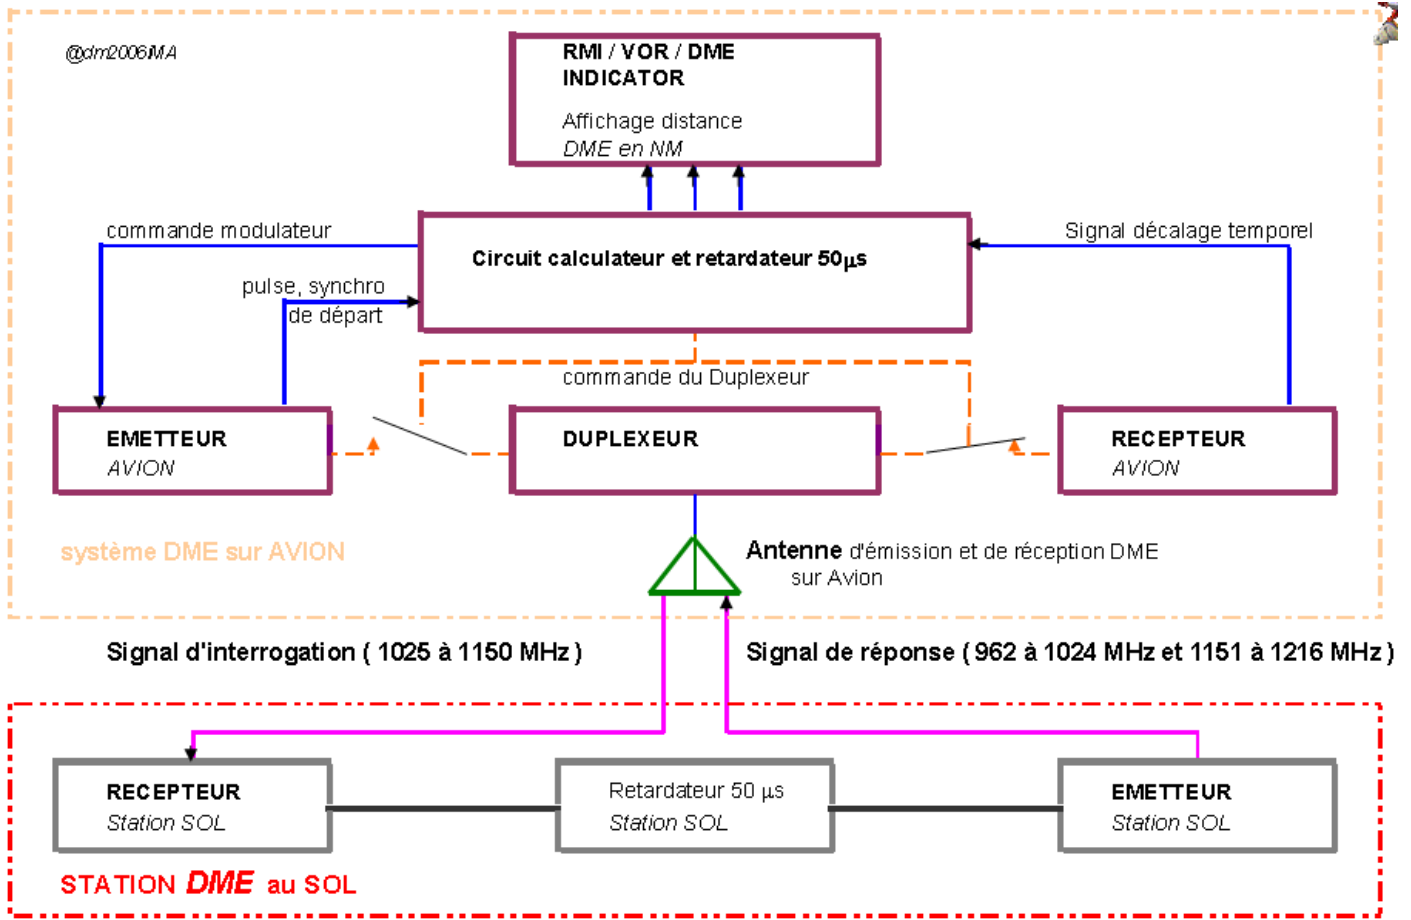 @dm2006iMA
RMI / VOR / DME
INDICATOR
Affichage distance
DME en NM
commande modulateur
Signal décalage temporel
Circuit calculateur et retardateur 50µs
pulse, synchro
de départ
commande du Duplexeur
EMETTEUR
AVION
DUPLEXEUR
RECEPTEUR
AVION
système DME sur AVION
Antenne d'émission et de réception DME
sur Avion
Signal d'interrogation ( 1025 à 1150 MHz )
Signal de réponse ( 962 à 1024 MHz et 1151 à 1216 MHz )
RECEPTEUR
Station SOL
Retardateur 50 µs
Station SOL
EMETTEUR
Station SOL
STATION DME au SOL